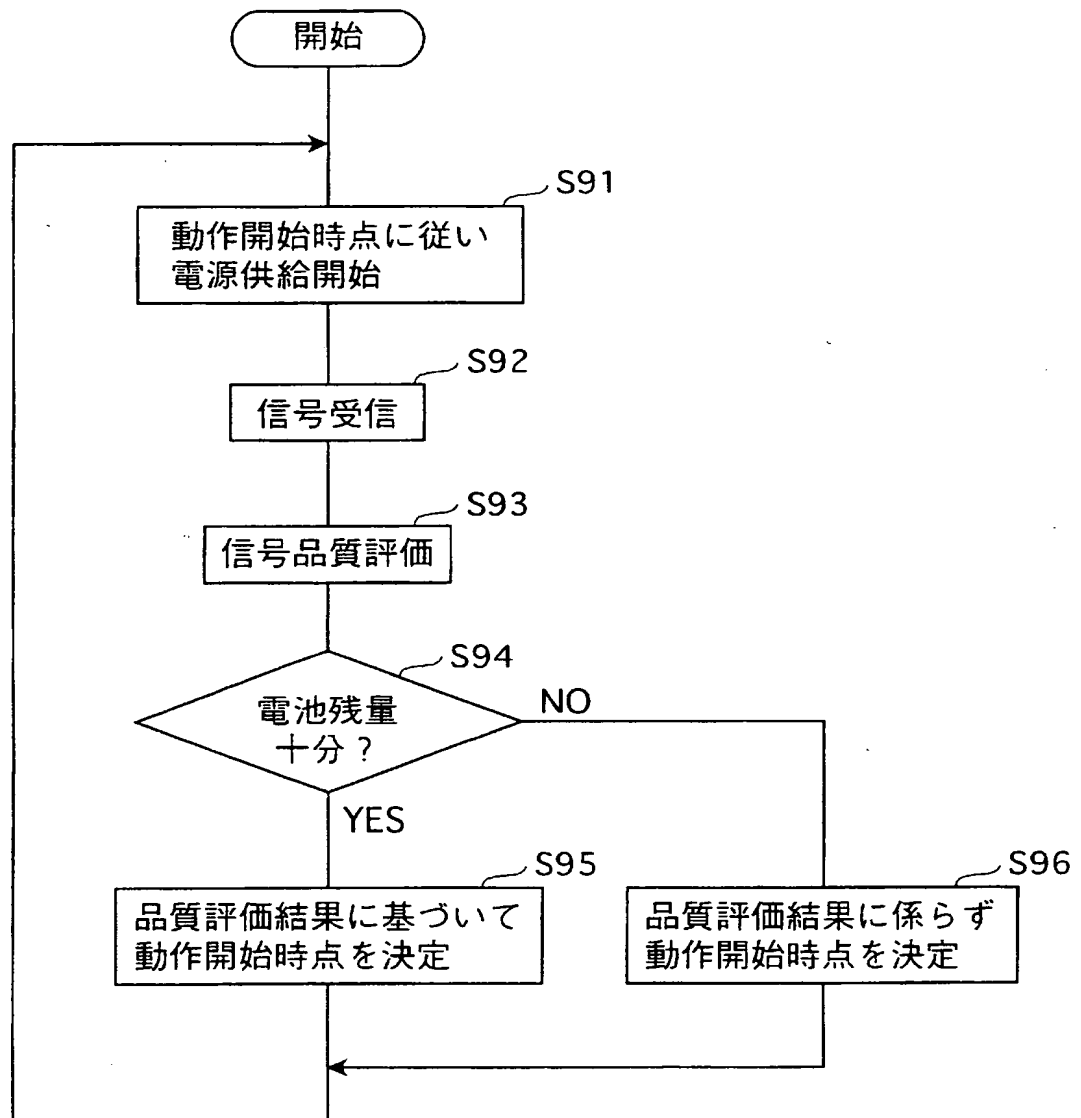 開始
S91
動作開始時点に従い
電源供給開始
S92
信号受信
S93
信号品質評価
S94
電池残量
十分？
NO
YES
S95
品質評価結果に基づいて
動作開始時点を決定
S96
品質評価結果に係らず
動作開始時点を決定